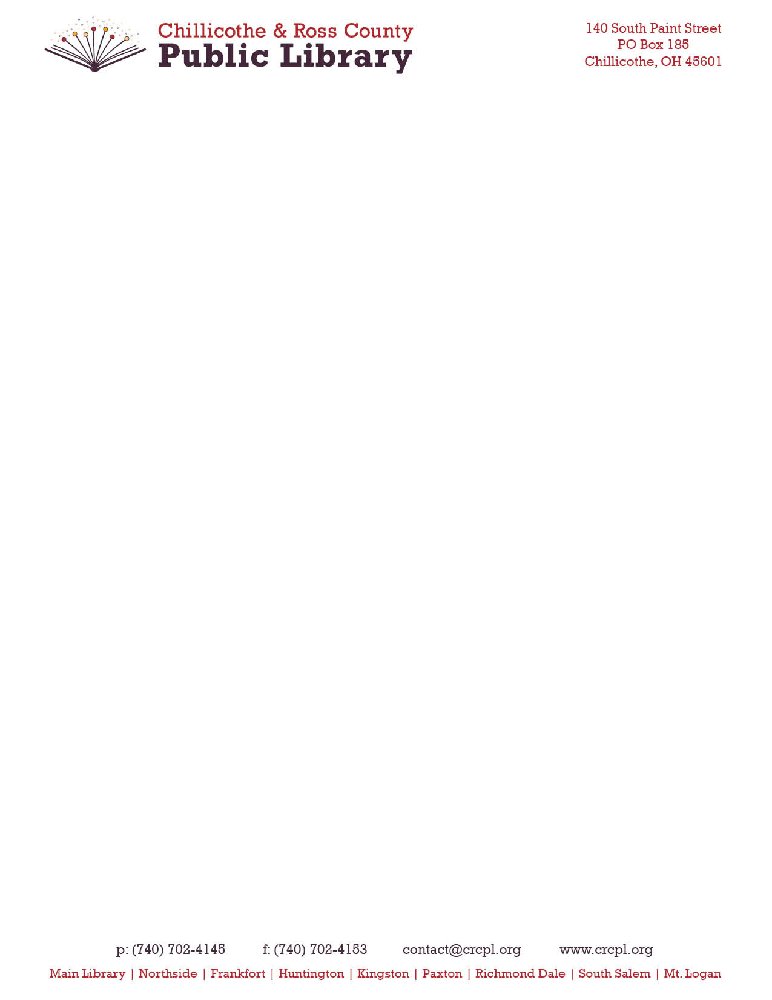 Chillicothe & Ross County
Public Library
140 South Paint Street
PO Box 185
Chillicothe, OH 45601
p: (740) 702-4145 f: (740) 702-4153 contact@crcpl.org www.crcpl.org
Main Library | Northside | Frankfort | Huntington | Kingston | Paxton | Richmond Dale | South Salem | Mt. Logan